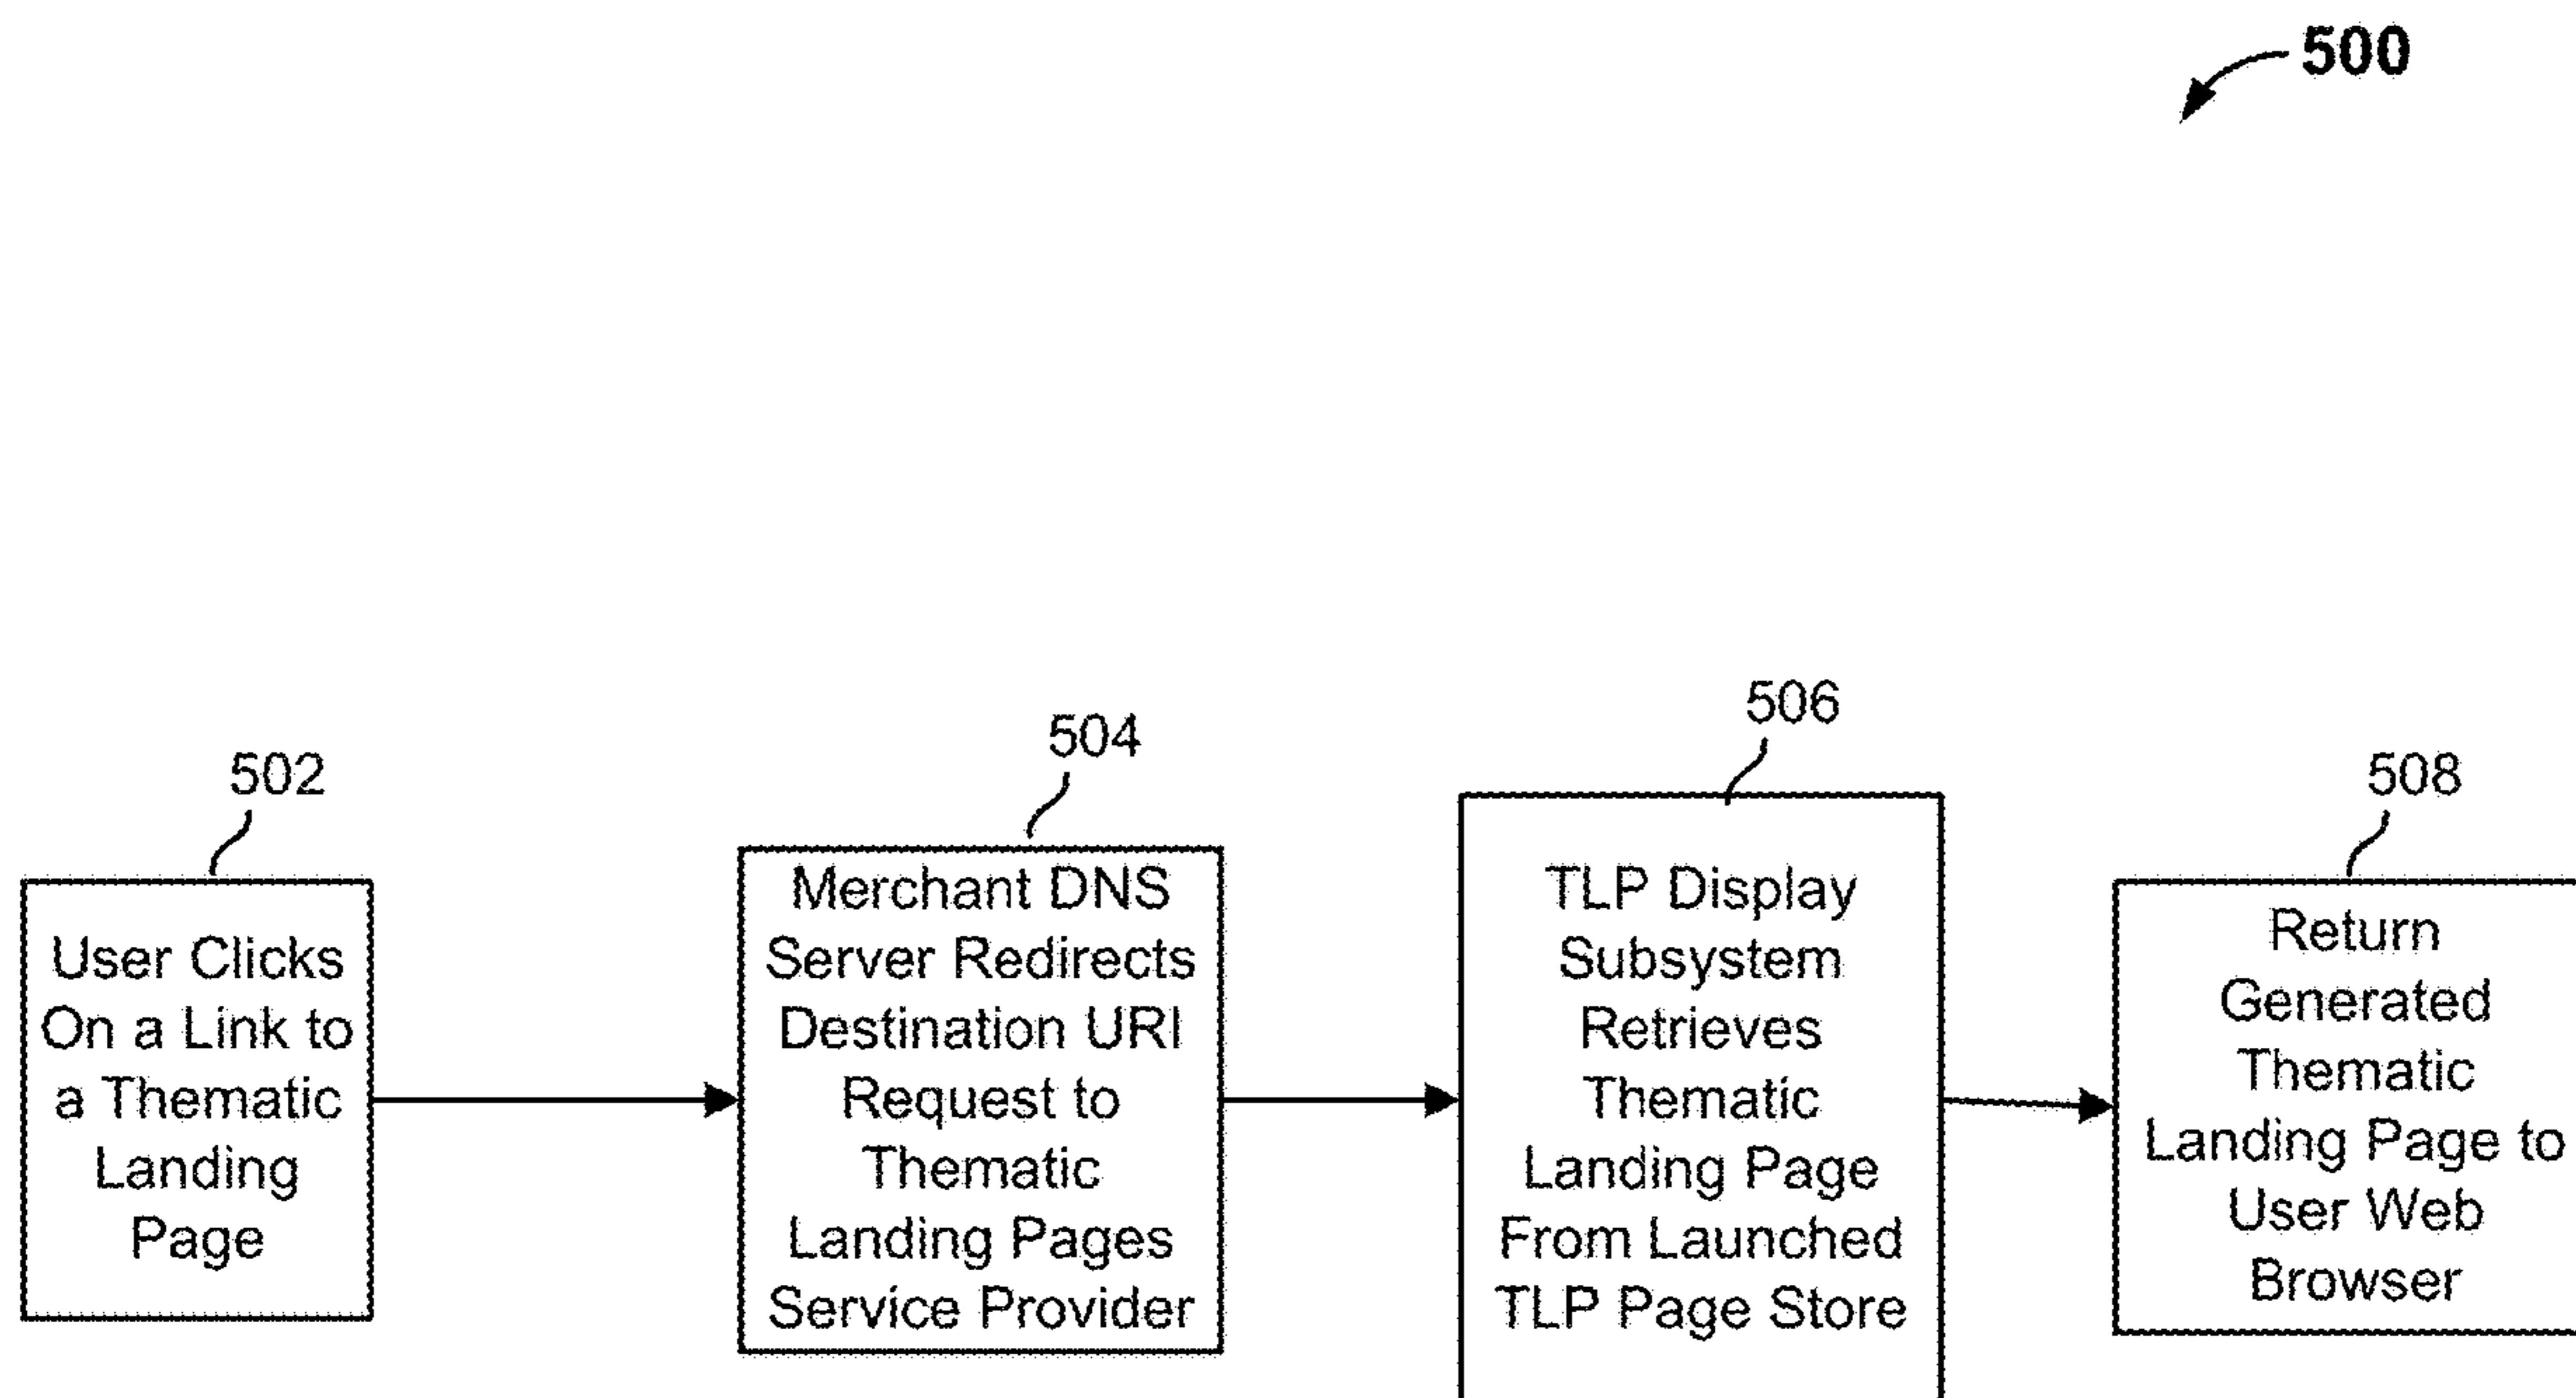 500
502
User Clicks
On a Link to
a Thematic
Landing
Page
504
Merchant DNS
Server Redirects
Destination URI
Request to
Thematic
Landing Pages
Service Provider
506
TLP Display
Subsystem
Retrieves
Thematic
Landing Page
From Launched
TLP Page Store
508
Return
Generated
Thematic
Landing Page to
User Web
Browser